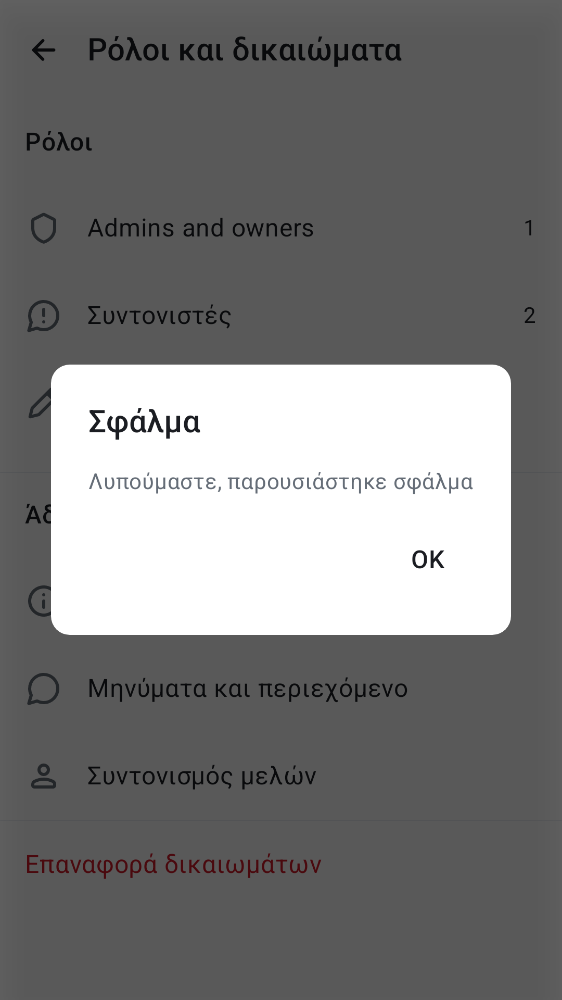 Ρόλοι και δικαιώματα
Ρόλοι
Admins and owners
1
Συντονιστές
2
Σφάλμα
Λυπούμαστε, παρουσιάστηκε σφάλμα
OK
Μηνύματα και περιεχόμενο
Συντονισμός μελών
Επαναφορά δικαιωμάτων